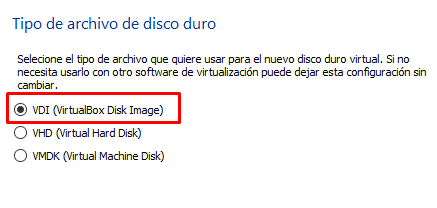 Tipo de archivo de disco duro
Selecione el tipo de archivo que quiere usar para el nuevo disco duro virtual. Si no
necesita usarlo con otro software de virtualización puede dejar esta configuración sin
cambiar.
VDI (VirtualBox Disk Image)
VHD (Virtual Hard Disk)
VMDK (Virtual Machine Disk)